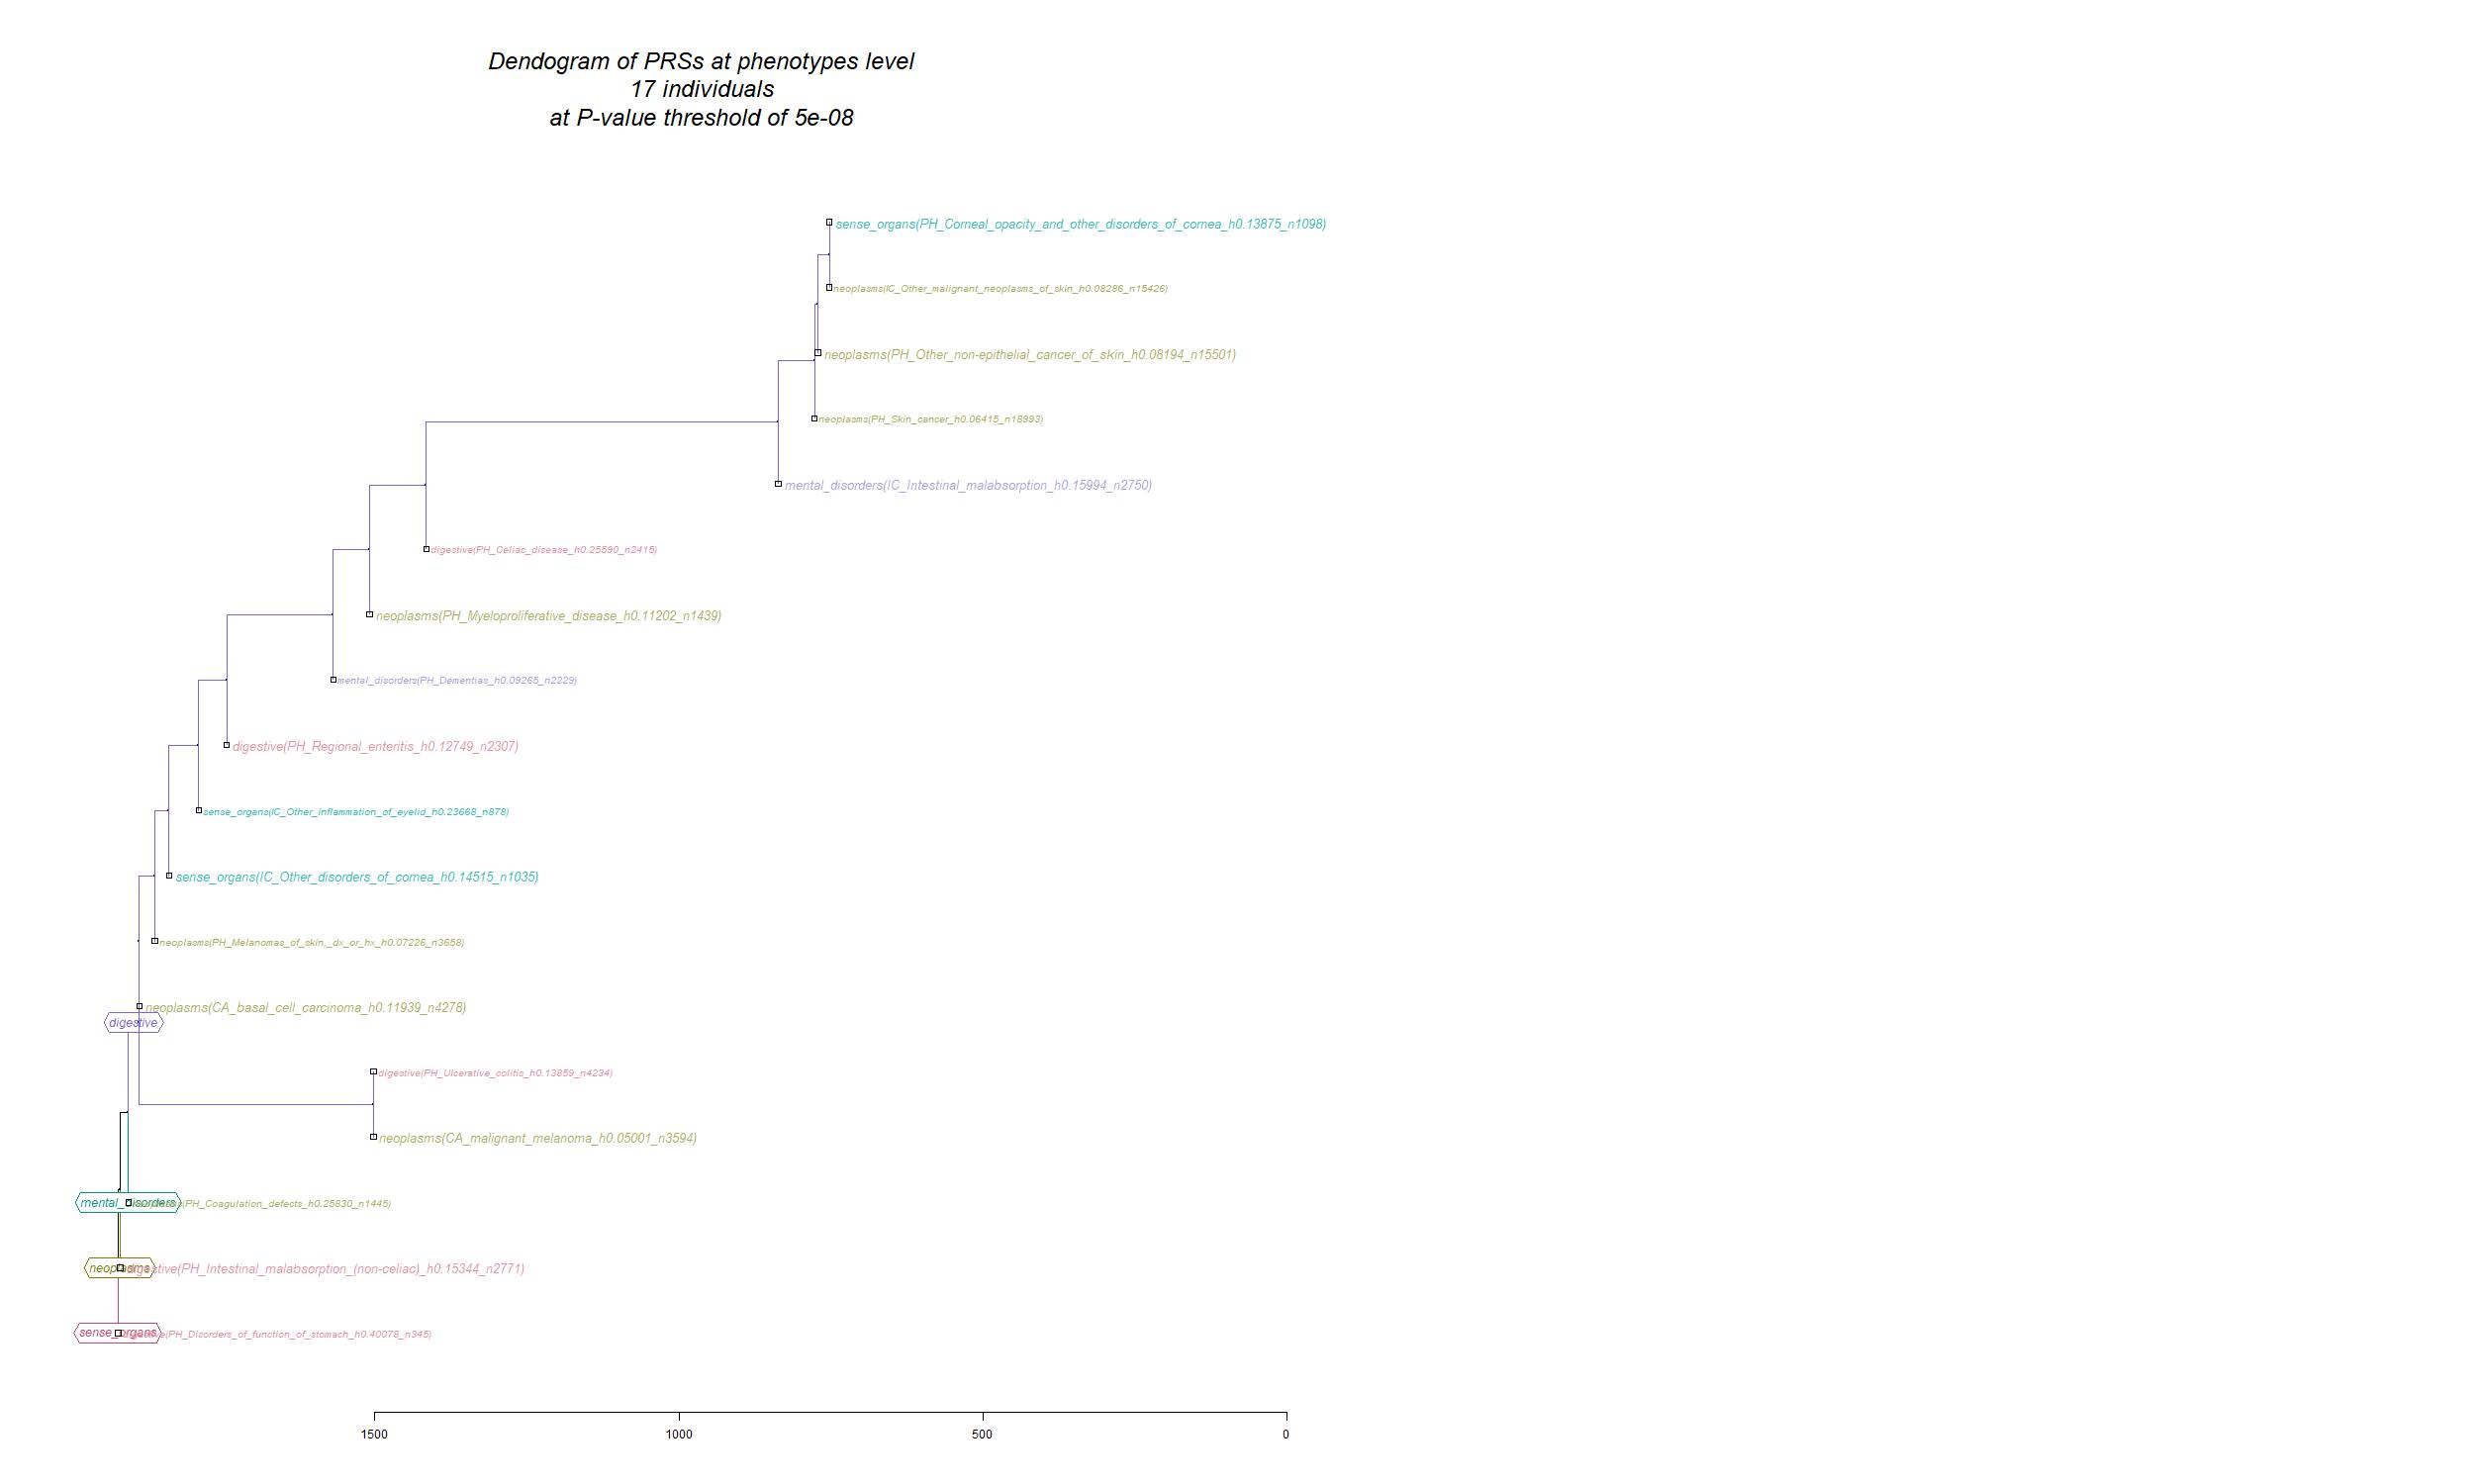 Dendogram of PRSs at phenotypes level
17 individuals
at P-value threshold of 5e-08
sense_organs(PH_Corneal_opacity_and_other_disorders_of_cornea_h0.13875_n1098)
neoplasms(IC_Other_malignant_neoplasms_of_skin_h0.08286_n15426)
neoplasms(PH_Other_non-epithelial_cancer_of_skin_h0.08194_n15501)
neoplasms(PH_Skin_cancer_h0.06415_n18993)
mental_disorders(IC_Intestinal_malabsorption_h0.15994_n2750)
digestive(PH_Celiac_disease_h0.25590_n2415)
neoplasms(PH_Myeloproliferative_disease_h0.11202_n1439)
mental_disorders(PH_Dementias_h0.09265_n2229)
digestive(PH_Regional_enteritis_h0.12749_n2307)
sense_organs(IC_Other_inflammation_of_eyelid_h0.23668_n878)
sense_organs(IC_Other_disorders_of_cornea_h0.14515_n1035)
neoplasms(PH_Melanomas_of_skin,_dx_or_hx_h0.07226_n3658)
neoplasms(CA_basal_cell_carcinoma_h0.11939_n4278)
digestive
digestive(PH_Ulcerative_colitis_h0.13859_n4234)
neoplasms(CA_malignant_melanoma_h0.05001_n3594)
mental_disorders (PH_Coagulation_defects_h0.25830_n1445)
neoplasms digestive(PH_Intestinal_malabsorption_(non-celiac)_h0.15344_n2771)
sense_organs (PH_Disorders_of_function_of_stomach_h0.40078_n345)
1500 1000 500 0